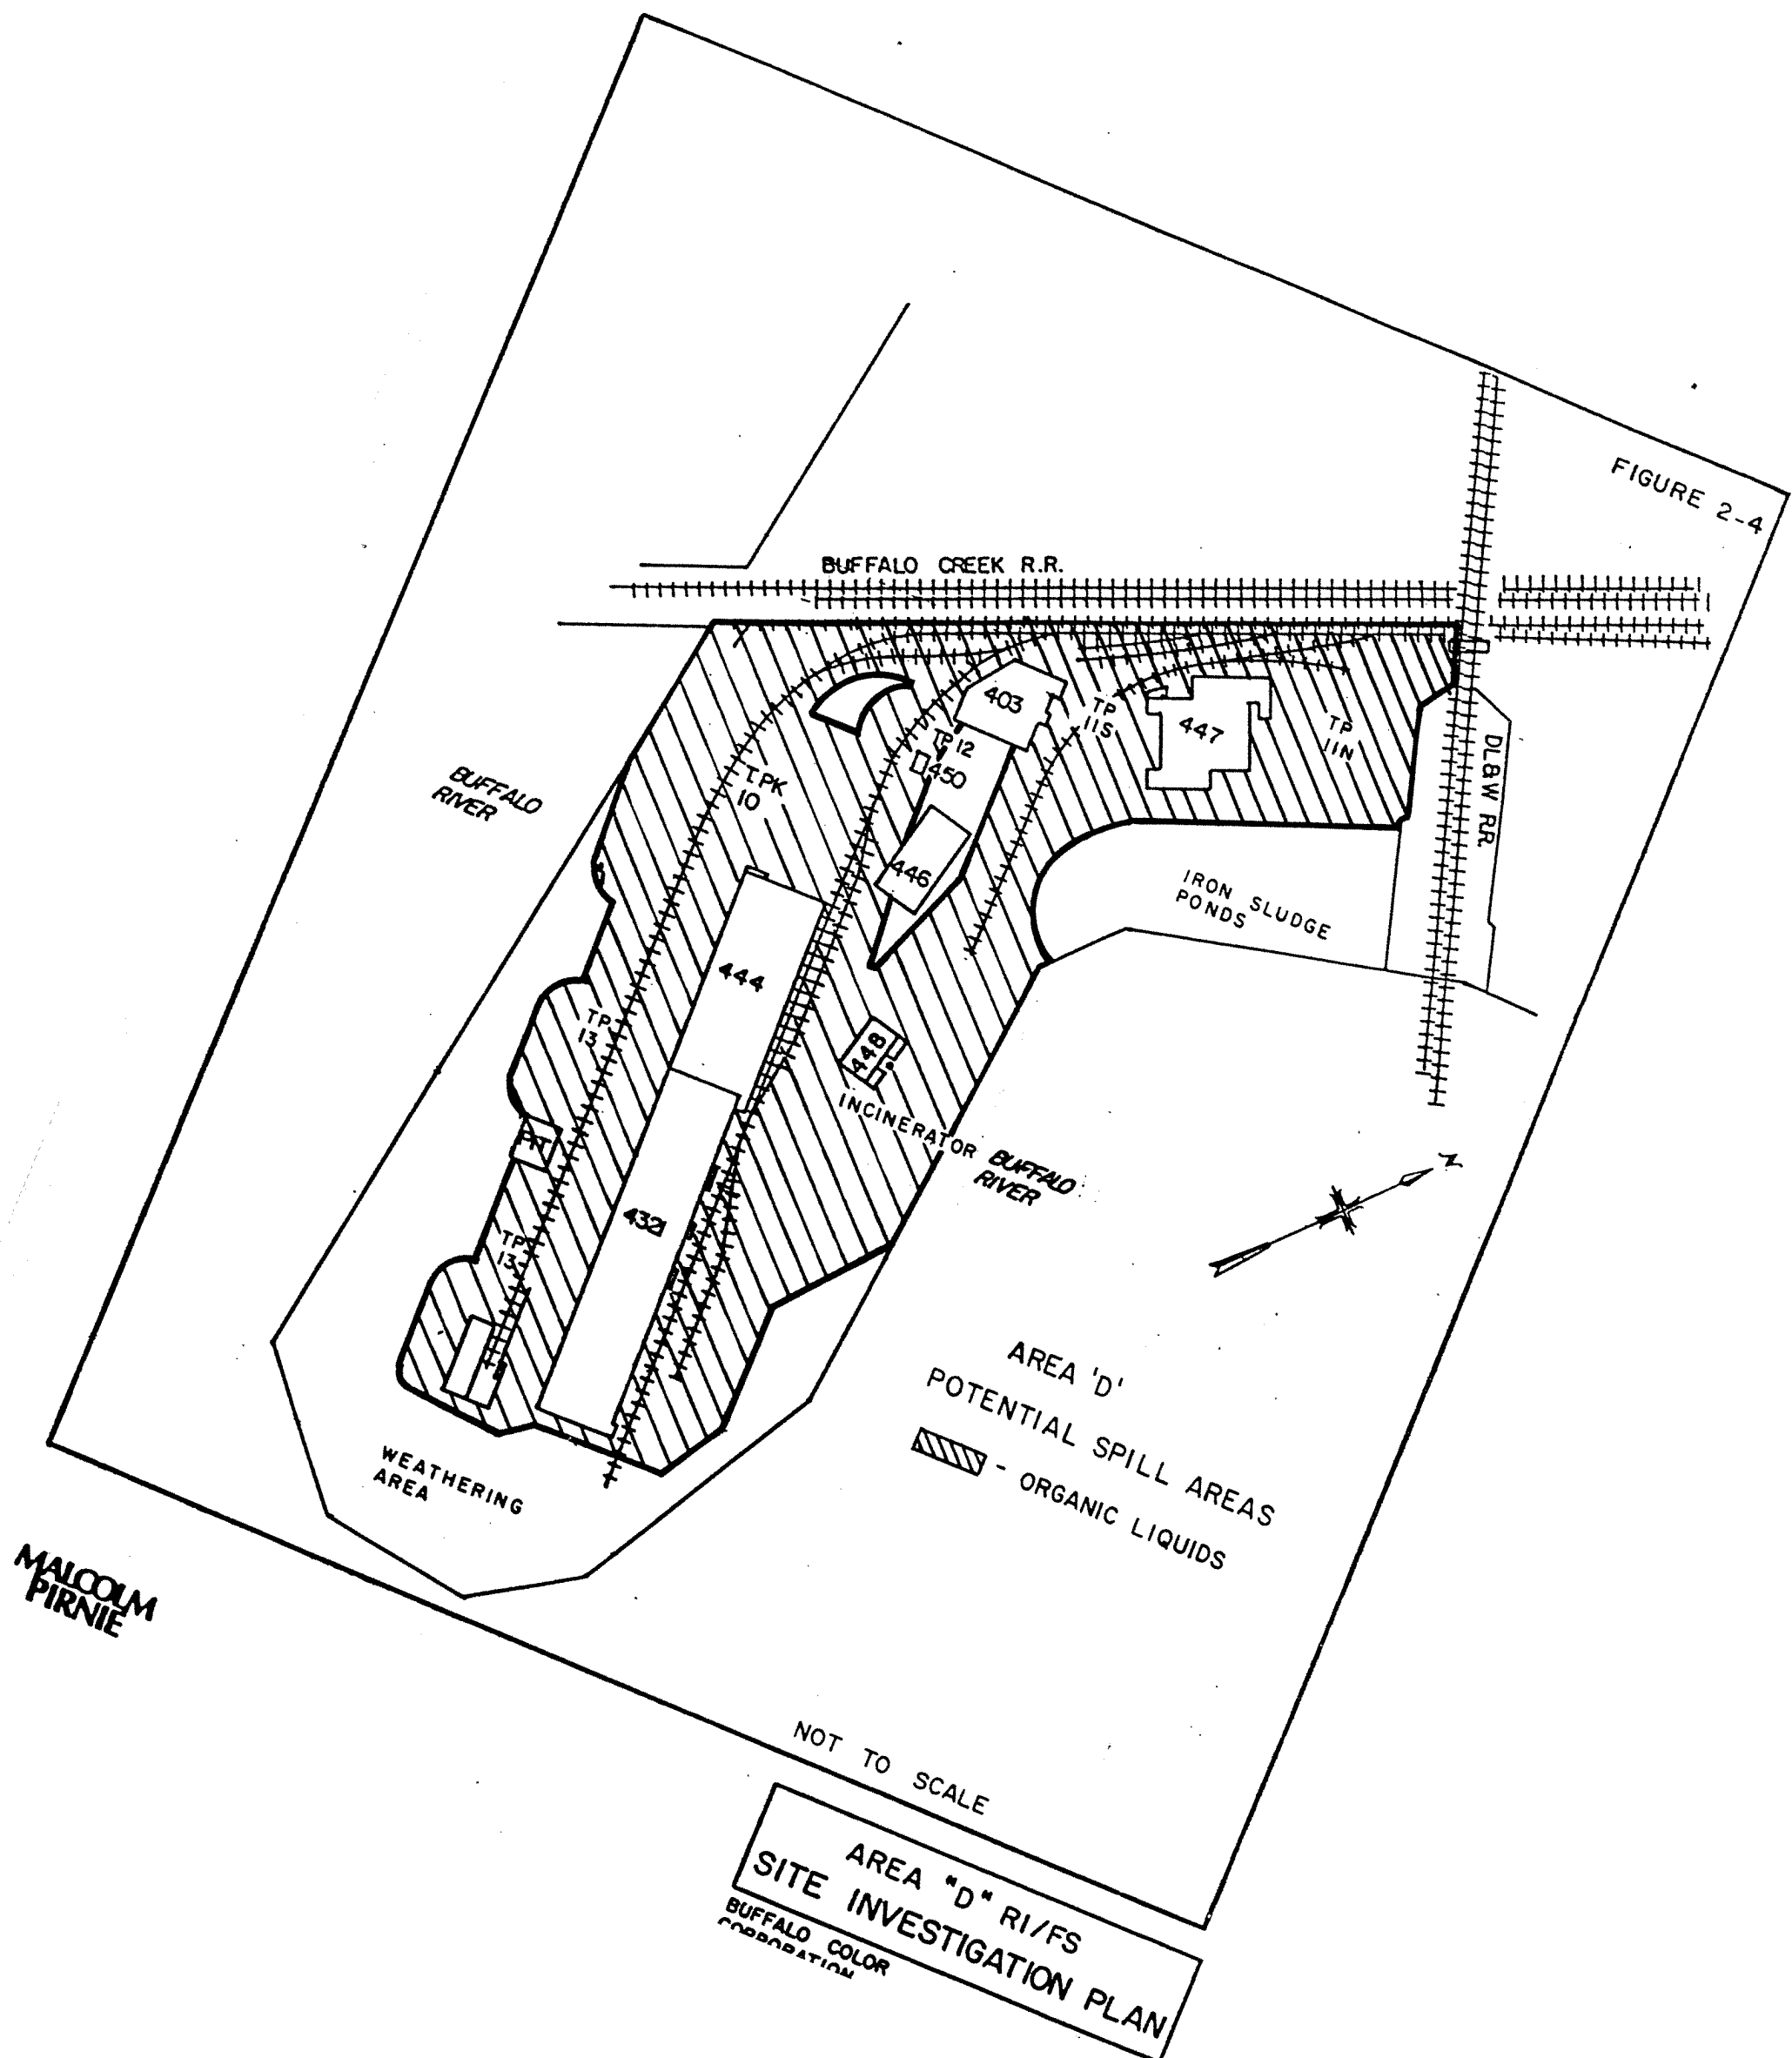 FIGURE 2-4
BUFFALO CREEK R.R.
403
TP
11S
447
TP
11N
DL&W RR.
TP 12
450
TPK
10
BUFFALO
RIVER
446
IRON SLUDGE
PONDS
444
TP
13
448
INCINERATOR
BUFFALO
RIVER
N
432
TP
13
AREA 'D'
POTENTIAL SPILL AREAS
- ORGANIC LIQUIDS
WEATHERING
AREA
MALCOLM
PIRNIE
NOT TO SCALE
AREA "D" RI/FS
SITE INVESTIGATION PLAN
BUFFALO COLOR
CORPORATION